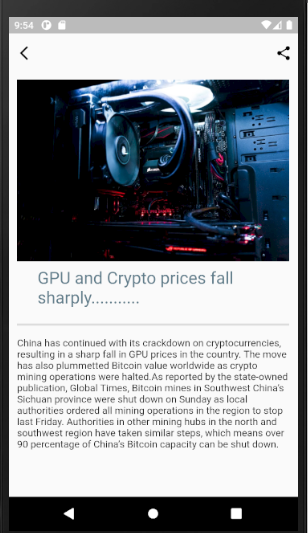 9:54
GPU and Crypto prices fall
sharply...........
China has continued with its crackdown on cryptocurrencies,
resulting in a sharp fall in GPU prices in the country. The move
has also plummetted Bitcoin value worldwide as crypto
mining operations were halted.As reported by the state-owned
publication, Global Times, Bitcoin mines in Southwest China's
Sichuan province were shut down on Sunday as local
authorities ordered all mining operations in the region to stop
last Friday. Authorities in other mining hubs in the north and
southwest region have taken similar steps, which means over
90 percentage of China's Bitcoin capacity can be shut down.